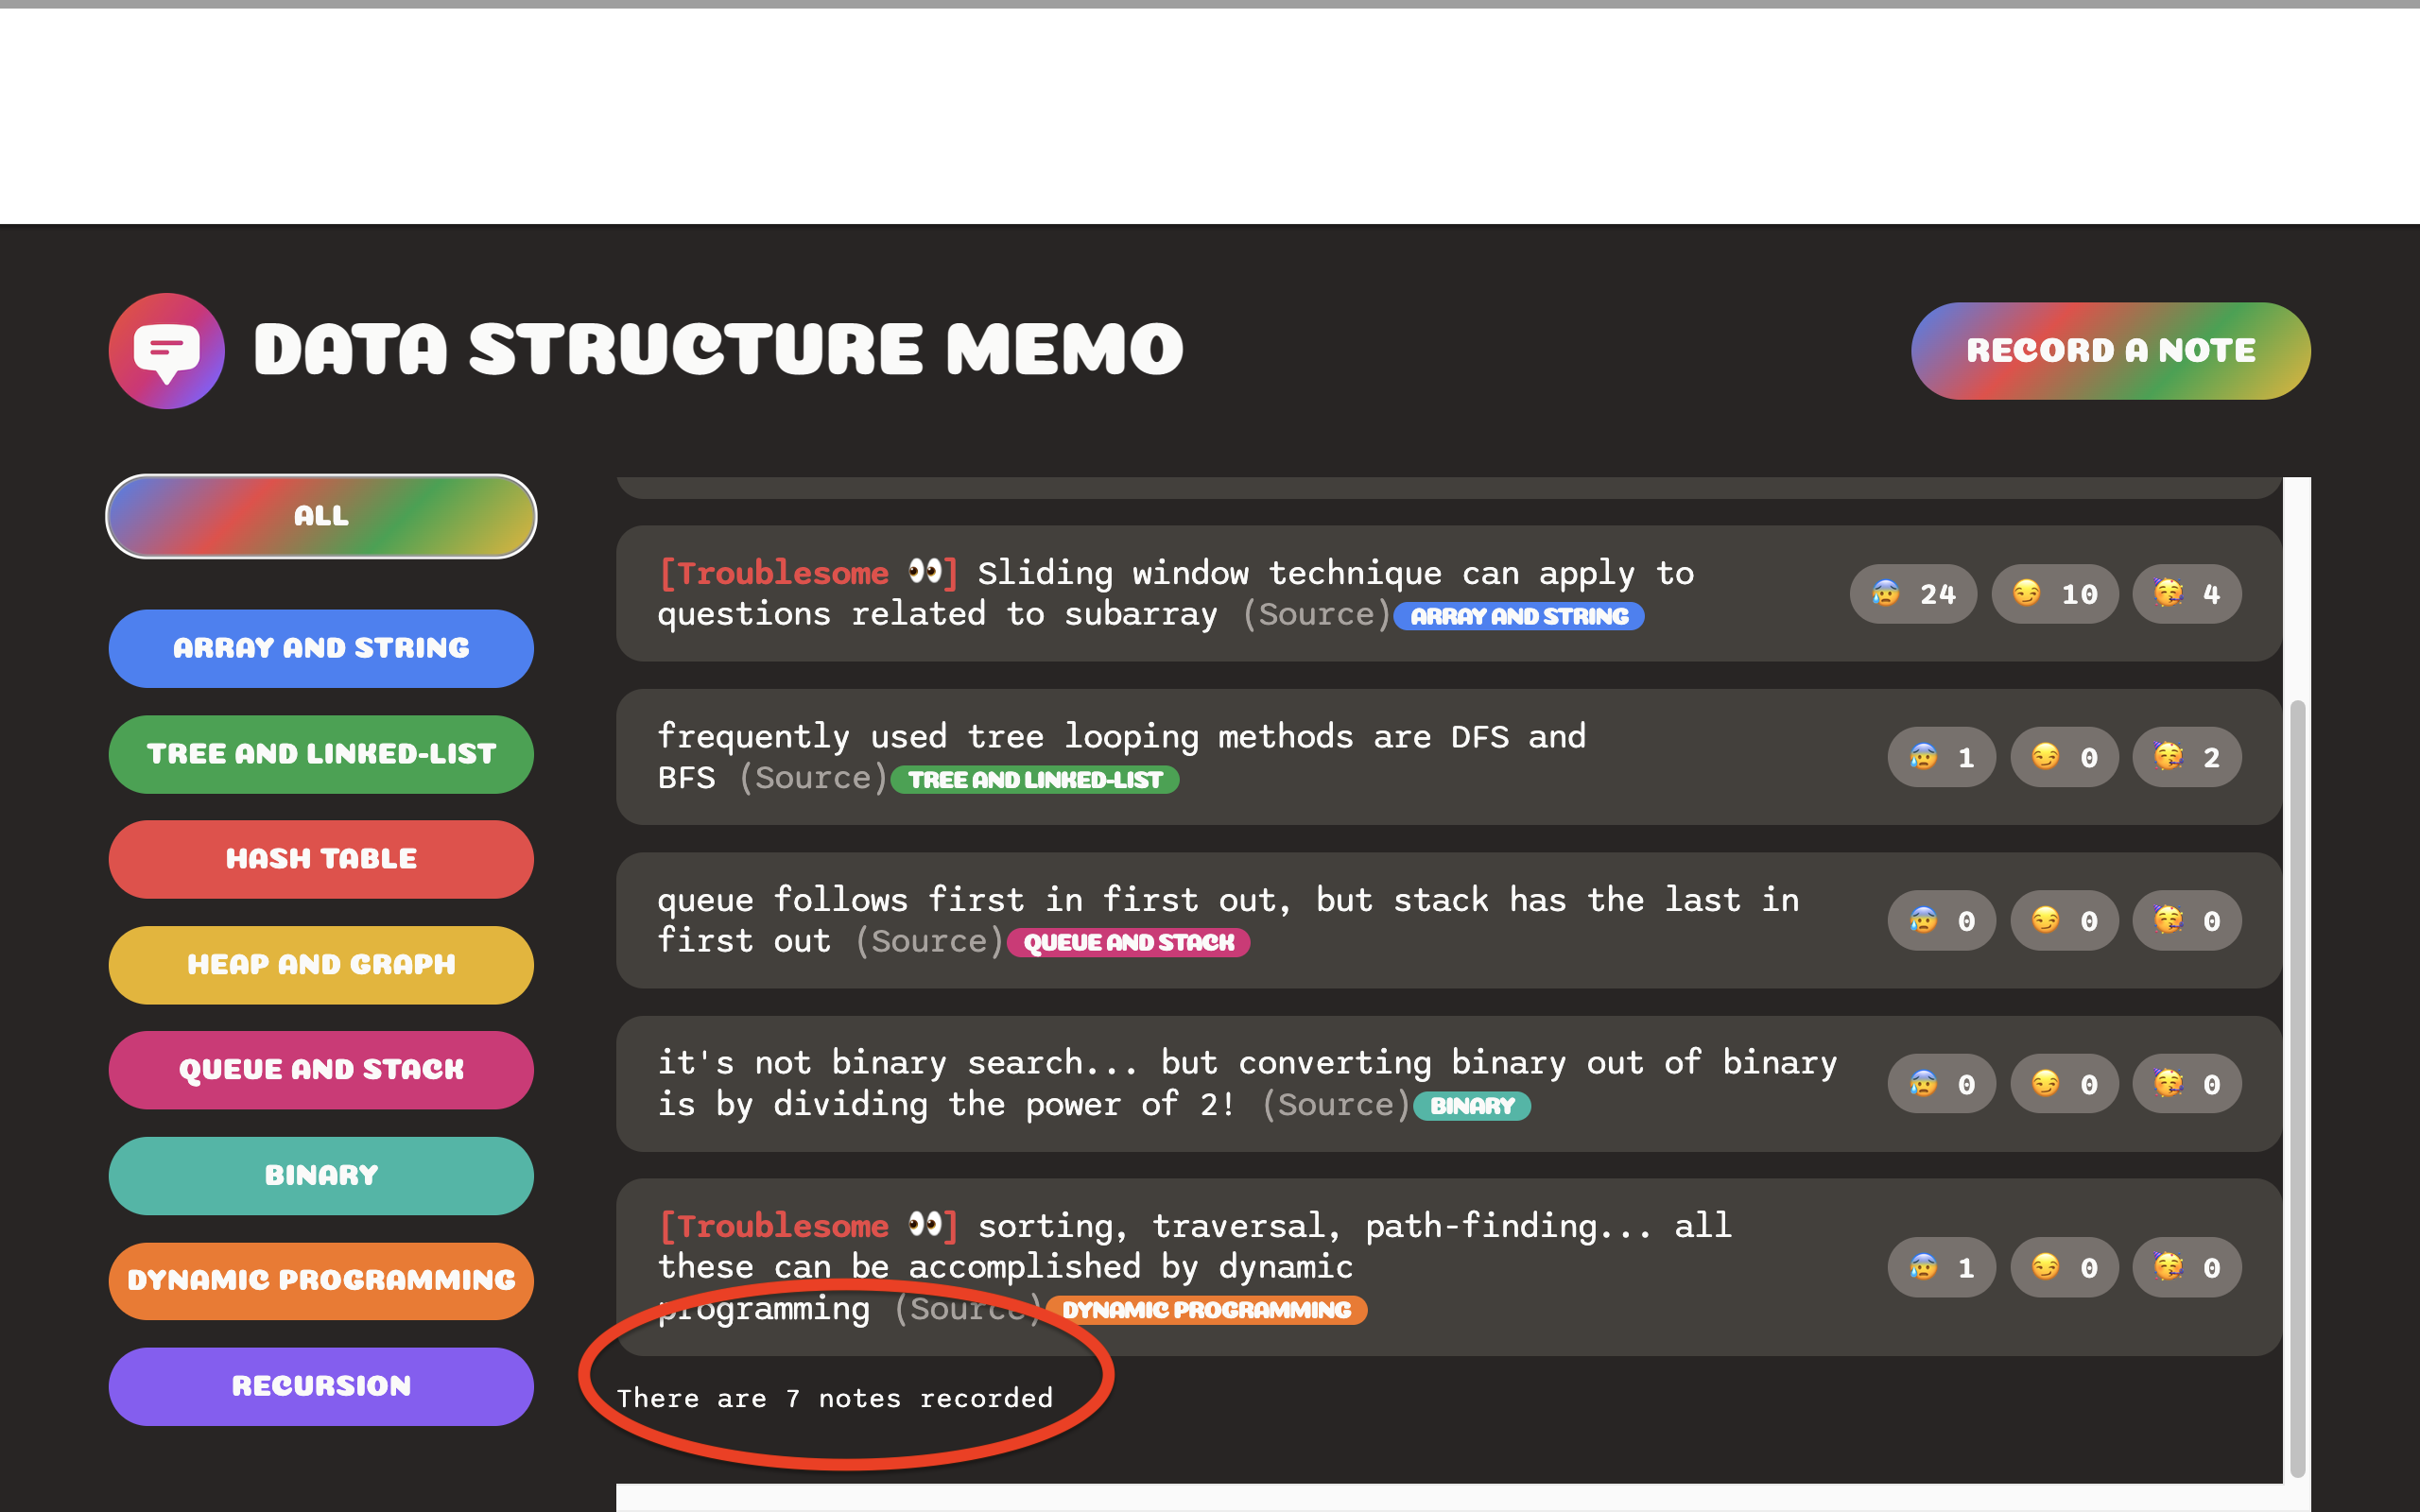 DATA STRUCTURE MEMO
RECORD A NOTE
ALL
ARRAY AND STRING
TREE AND LINKED-LIST
HASH TABLE
HEAP AND GRAPH
QUEUE AND STACK
BINARY
DYNAMIC PROGRAMMING
RECURSION
[Troublesome 👀] Sliding window technique can apply to
questions related to subarray (Source) ARRAY AND STRING
😰 24 😏 10 🥳 4
frequently used tree looping methods are DFS and
BFS (Source) TREE AND LINKED-LIST
😰 1 😏 0 🥳 2
queue follows first in first out, but stack has the last in
first out (Source) QUEUE AND STACK
😰 0 😏 0 🥳 0
it's not binary search... but converting binary out of binary
is by dividing the power of 2! (Source) BINARY
😰 0 😏 0 🥳 0
[Troublesome 👀] sorting, traversal, path-finding... all
these can be accomplished by dynamic
programming (Source) DYNAMIC PROGRAMMING
😰 1 😏 0 🥳 0
There are 7 notes recorded